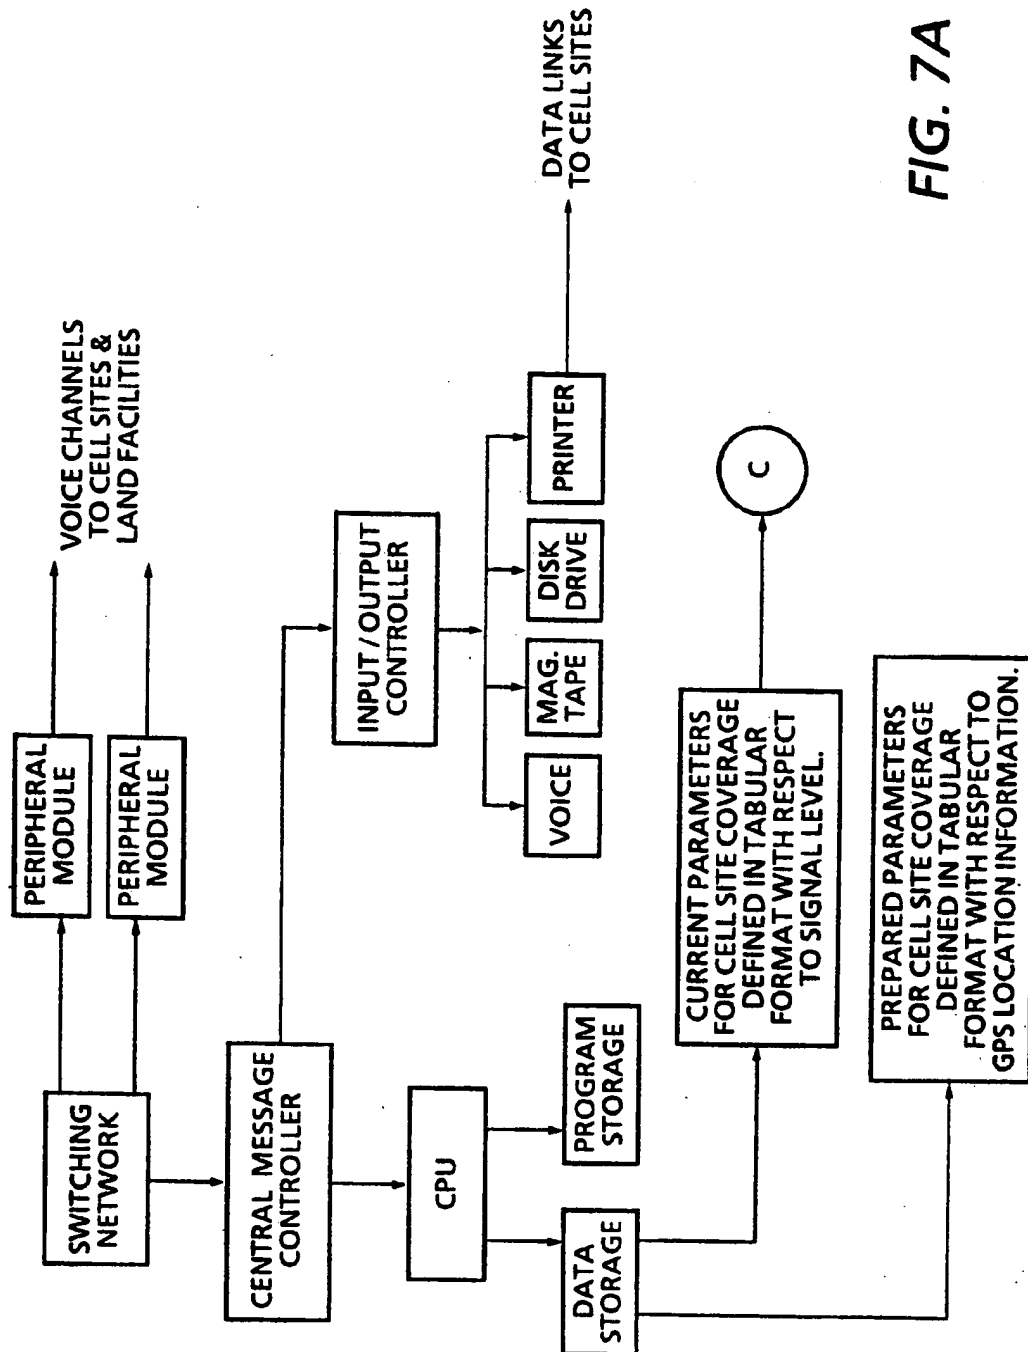 SWITCHING
NETWORK
PERIPHERAL
MODULE
PERIPHERAL
MODULE
VOICE CHANNELS
TO CELL SITES &
LAND FACILITIES
CENTRAL MESSAGE
CONTROLLER
INPUT / OUTPUT
CONTROLLER
CPU
VOICE
MAG.
TAPE
DISK
DRIVE
PRINTER
DATA LINKS
TO CELL SITES
DATA
STORAGE
PROGRAM
STORAGE
CURRENT PARAMETERS
FOR CELL SITE COVERAGE
DEFINED IN TABULAR
FORMAT WITH RESPECT
TO SIGNAL LEVEL.
C
PREPARED PARAMETERS
FOR CELL SITE COVERAGE
DEFINED IN TABULAR
FORMAT WITH RESPECT TO
GPS LOCATION INFORMATION.
FIG. 7A